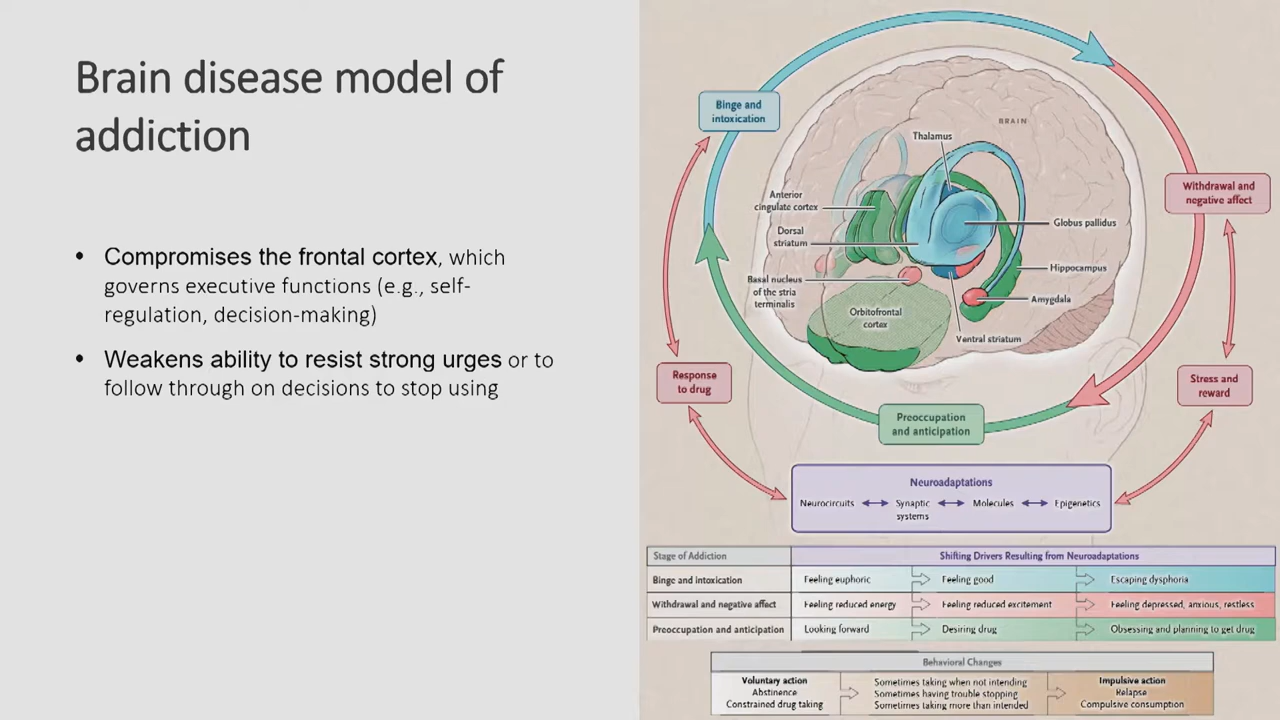 Brain disease model of
addiction
• Compromises the frontal cortex, which
governs executive functions (e.g., self-
regulation, decision-making)
• Weakens ability to resist strong urges or to
follow through on decisions to stop using
Binge and
intoxication
BRAIN
Thalamus
Anterior
cingulate cortex
Dorsal
striatum
Basal nucleus
of the stria
terminalis
Orbitofrontal
cortex
Globus pallidus
Hippocampus
Amygdala
Ventral striatum
Withdrawal and
negative affect
Response
to drug
Stress and
reward
Preoccupation
and anticipation
Neuroadaptations
Neurocircuits
Synaptic
systems
Molecules
Epigenetics
Stage of Addiction Shifting Drivers Resulting from Neuroadaptations
Binge and intoxication Feeling euphoric Feeling good Escaping dysphoria
Withdrawal and negative affect Feeling reduced energy Feeling reduced excitement Feeling depressed, anxious, restless
Preoccupation and anticipation Looking forward Desiring drug Obsessing and planning to get drug
Behavioral Changes
Voluntary action
Abstinence
Constrained drug taking
Sometimes taking when not intending
Sometimes having trouble stopping
Sometimes taking more than intended
Impulsive action
Relapse
Compulsive consumption